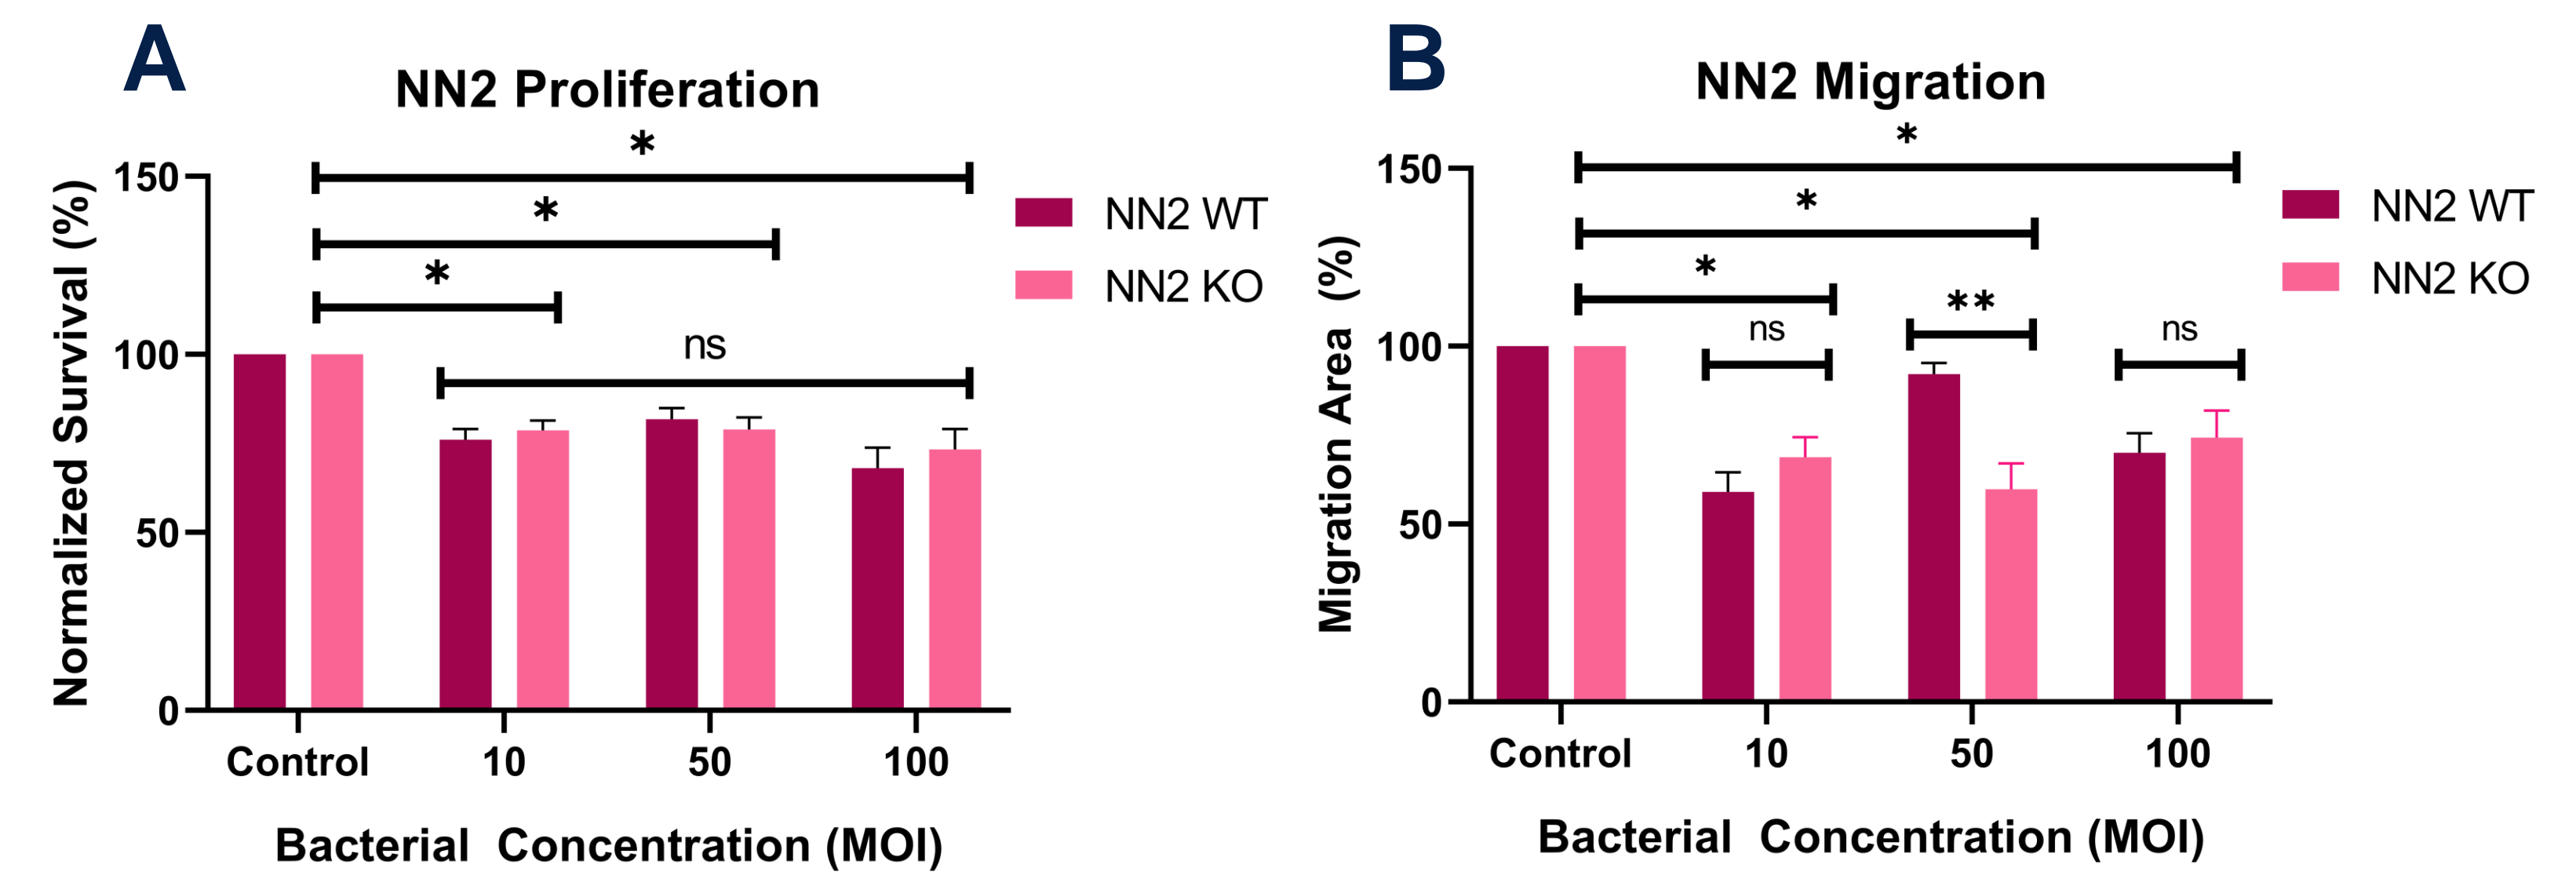 A
NN2 Proliferation
*
150
*
*
ns
100
50
0
Normalized Survival (%)
Control 10 50 100
Bacterial Concentration (MOI)
NN2 WT
NN2 KO
B
NN2 Migration
*
150
*
*
**
ns
ns
100
50
0
Migration Area (%)
Control 10 50 100
Bacterial Concentration (MOI)
NN2 WT
NN2 KO